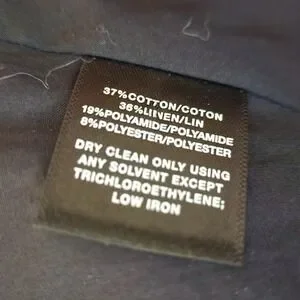 37%COTTON/COTON
36%LINEN/LIN
19%POLYAMIDE/POLYAMIDE
8%POLYESTER/POLYESTER
DRY CLEAN ONLY USING
ANY SOLVENT EXCEPT
TRICHLOROETHYLENE;
LOW IRON